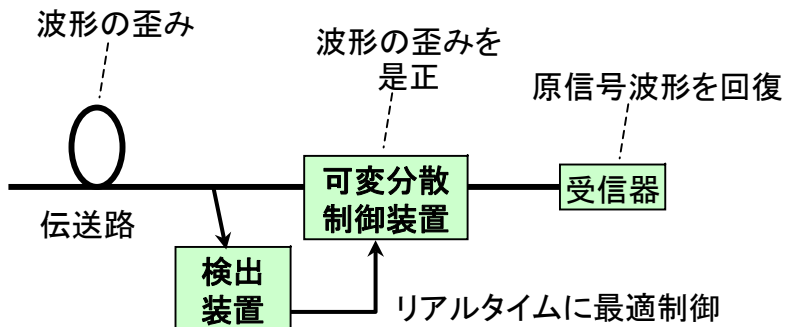 波形の歪み
波形の歪みを
是正
原信号波形を回復
可変分散
制御装置
受信器
伝送路
検出
装置
リアルタイムに最適制御